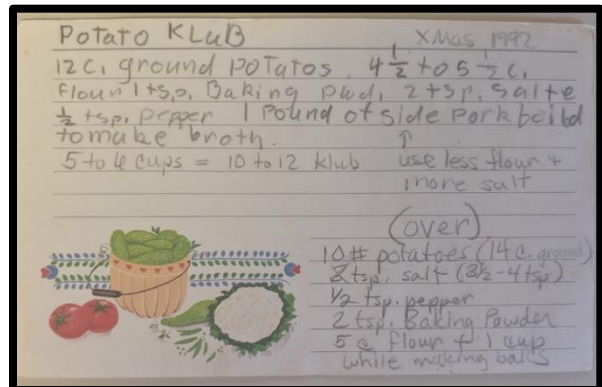 Potato KLuB XMas 1992
12 C. ground potatos. 4 1/2 to 5 1/2 C.
Flour 1 tsp. Baking pwd, 2 tsp. Salte
1/2 tsp. pepper 1 Pound of side pork boild
to make broth. ↑
5 to 6 cups = 10 to 12 klub use less flour +
more salt
(over)
10# potatoes (14 c. ground)
2 tsp. salt (3 1/2 - 4 tsp)
1/2 tsp. pepper
2 tsp. Baking Powder
5 c flour + 1 cup
while making balls